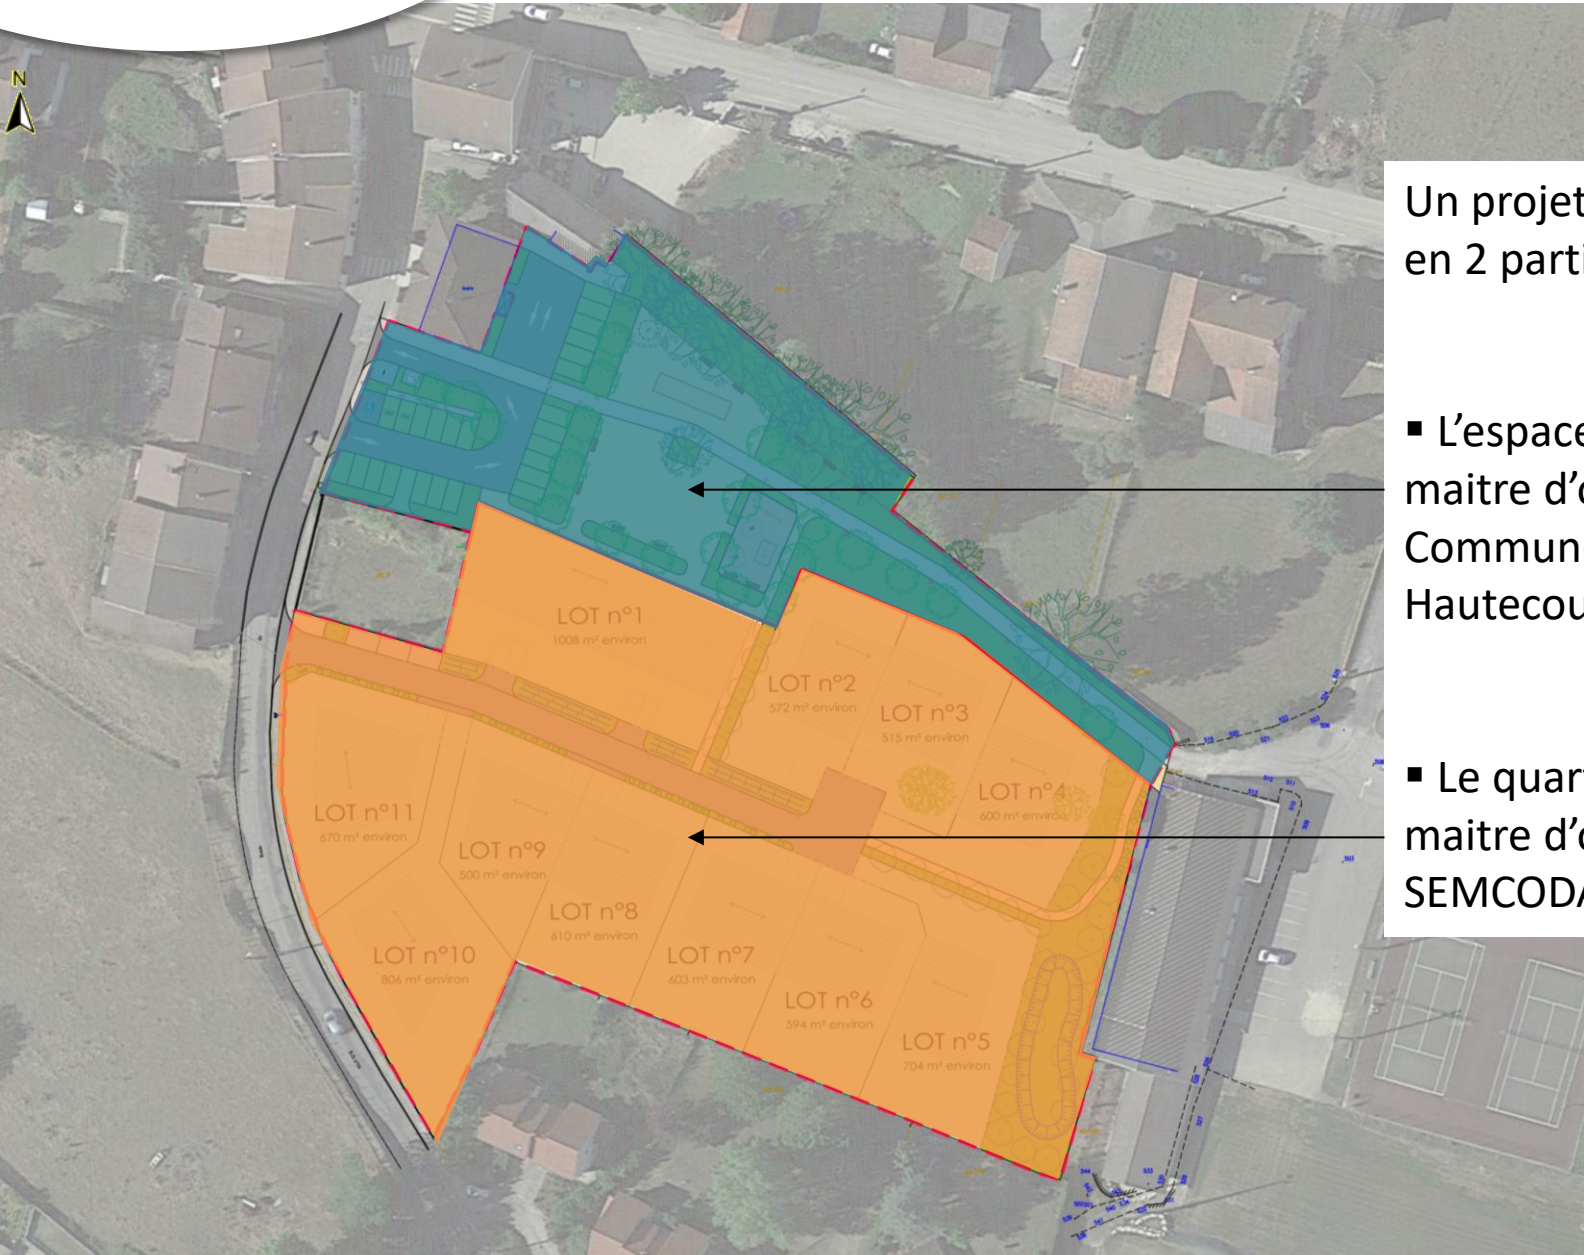 N
Un projet
en 2 parti
▪ L’espace
maitre d’o
Commun
Hautecou
▪ Le quar
maitre d’o
SEMCODA
LOT n°1
1008 m² environ
LOT n°2
572 m² environ
LOT n°3
515 m² environ
LOT n°4
600 m² environ
LOT n°11
670 m² environ
LOT n°9
500 m² environ
LOT n°8
610 m² environ
LOT n°10
806 m² environ
LOT n°7
603 m² environ
LOT n°6
594 m² environ
LOT n°5
704 m² environ